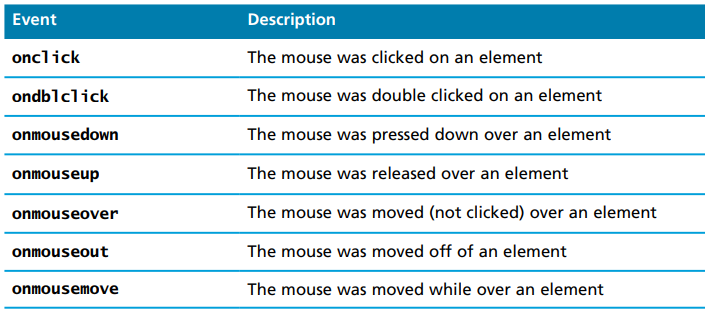 Event Description
onclick The mouse was clicked on an element
ondblclick The mouse was double clicked on an element
onmousedown The mouse was pressed down over an element
onmouseup The mouse was released over an element
onmouseover The mouse was moved (not clicked) over an element
onmouseout The mouse was moved off of an element
onmousemove The mouse was moved while over an element